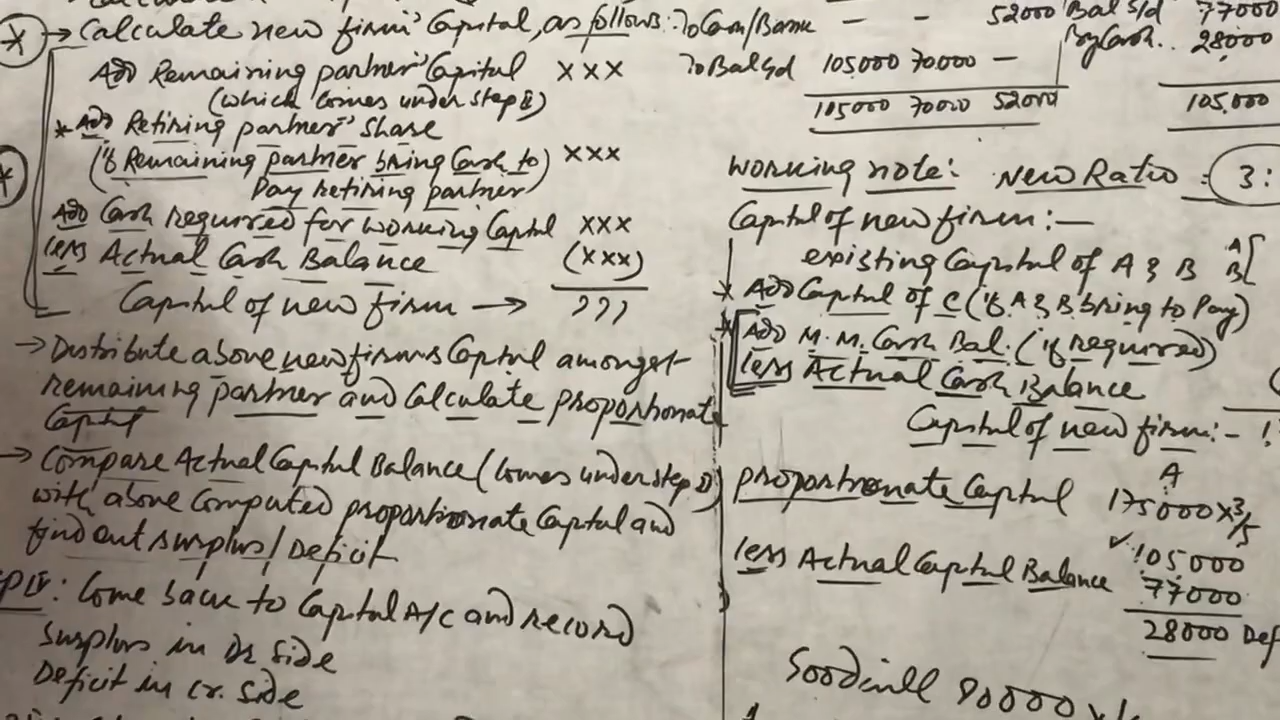 → Calculate new firm' Capital, as follows:
Add Remaining partner' Capital xxx
(which comes under step II)
* Add Retiring partner' Share
(if Remaining partner bring Cash to) xxx
Pay retiring partner
Add Cash required for working Capital xxx
less Actual Cash Balance (xxx)
Capital of new firm → ???
→ Distribute above new firms Capital amongst
remaining partner and Calculate proportionate
Capital
→ Compare Actual Capital Balance (comes under step II)
with above computed proportionate Capital and
find out surplus/Deficit
Come back to Capital A/C and record
Surplus in Dr Side
Deficit in Cr. Side
To Cash/Bank — - 52000 Bal b/d 77000
By Cash.. 28000
To Bal c/d 105000 70000 —
105000 70000 52000 105,000
working note: New Ratio = 3:
Capital of new firm:—
existing Capital of A & B A B
* Add Capital of C (if A & B bring to Pay)
* Add M.M. Cash Bal. (if required)
less Actual Cash Balance
Capital of new firm:-
A
proportionate Capital 175000 x 3/5
105000
less Actual Capital Balance 77000
28000 Def
Goodwill